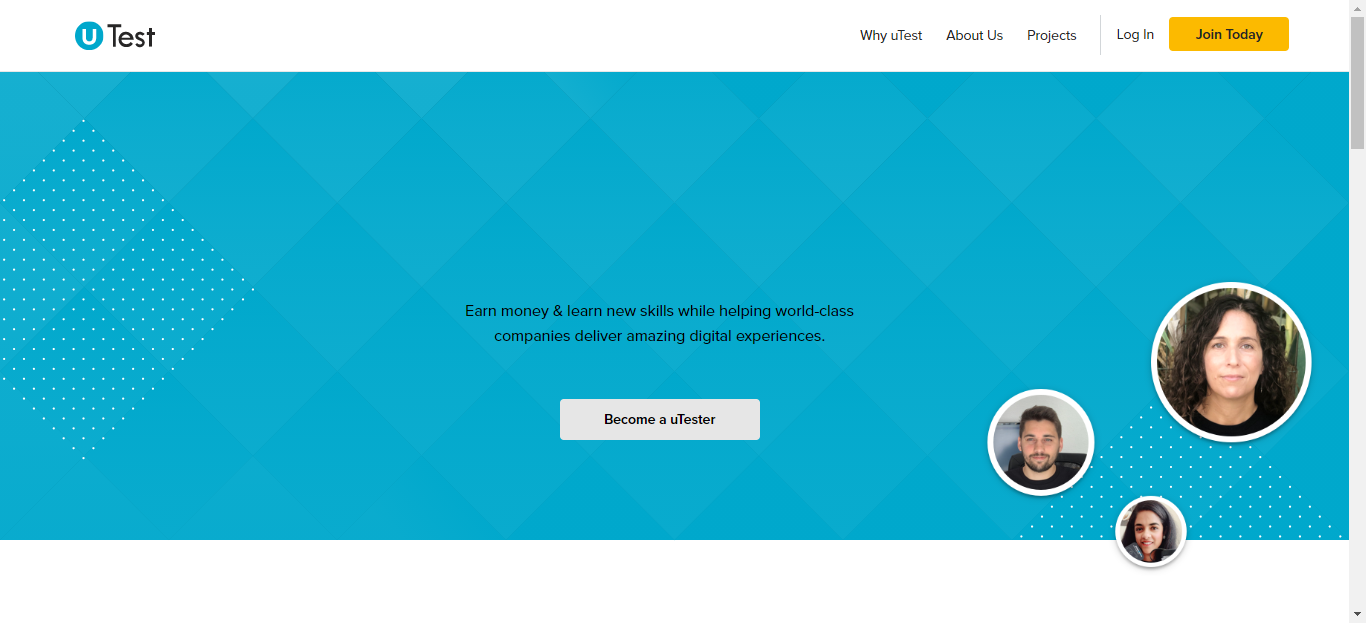 uTest
Why uTest
About Us
Projects
Log In
Join Today
Earn money & learn new skills while helping world-class
companies deliver amazing digital experiences.
Become a uTester